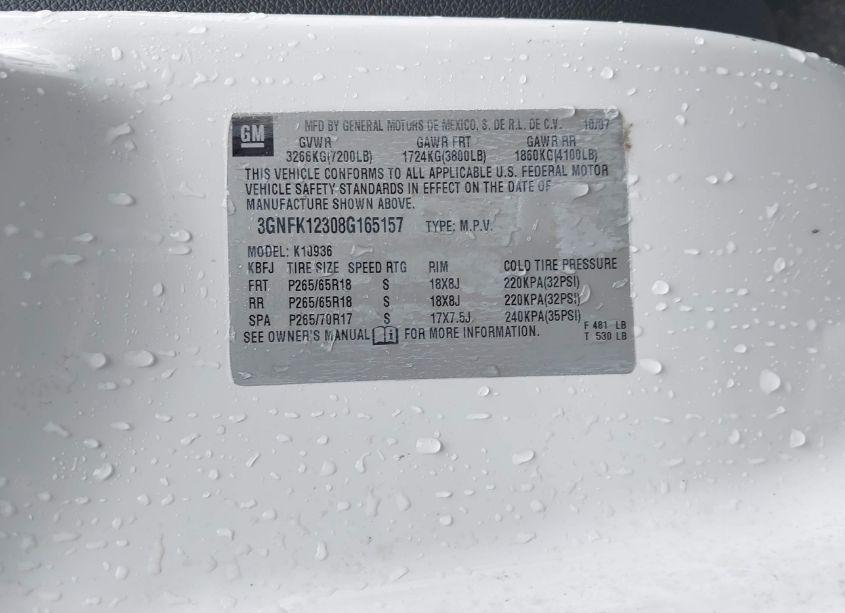 GM
MFD BY GENERAL MOTORS DE MEXICO, S. DE R.L. DE C.V. 10/07
GVWR GAWR FRT GAWR RR
3266KG(7200LB) 1724KG(3800LB) 1860KG(4100LB)
THIS VEHICLE CONFORMS TO ALL APPLICABLE U.S. FEDERAL MOTOR
VEHICLE SAFETY STANDARDS IN EFFECT ON THE DATE OF
MANUFACTURE SHOWN ABOVE.
3GNFK12308G165157 TYPE: M.P.V.
MODEL: K10936
KBFJ TIRE SIZE SPEED RTG RIM COLD TIRE PRESSURE
FRT P265/65R18 S 18X8J 220KPA(32PSI)
RR P265/65R18 S 18X8J 220KPA(32PSI)
SPA P265/70R17 S 17X7.5J 240KPA(35PSI)
F 481 LB
SEE OWNER'S MANUAL i FOR MORE INFORMATION. T 530 LB